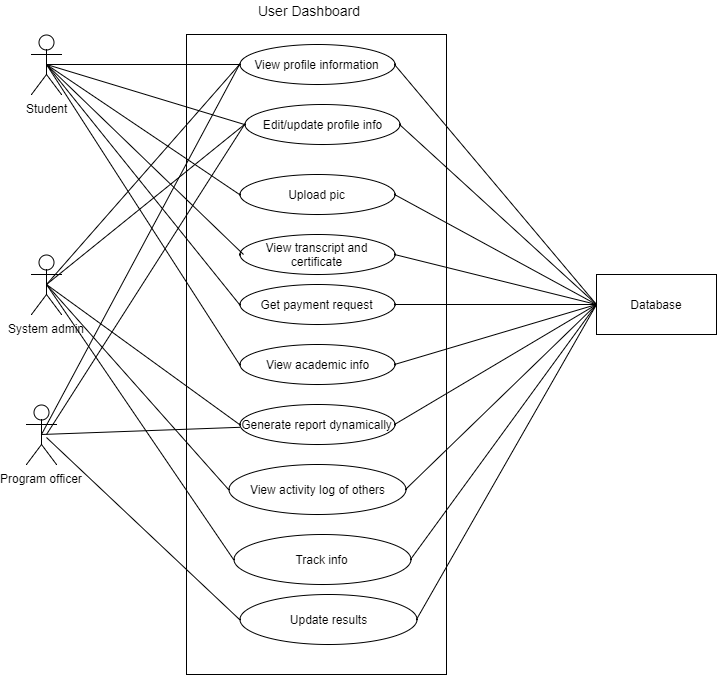 User Dashboard
View profile information
Student
Edit/update profile info
Upload pic
View transcript and
certificate
Get payment request
Database
System admin
View academic info
Generate report dynamically
Program officer
View activity log of others
Track info
Update results